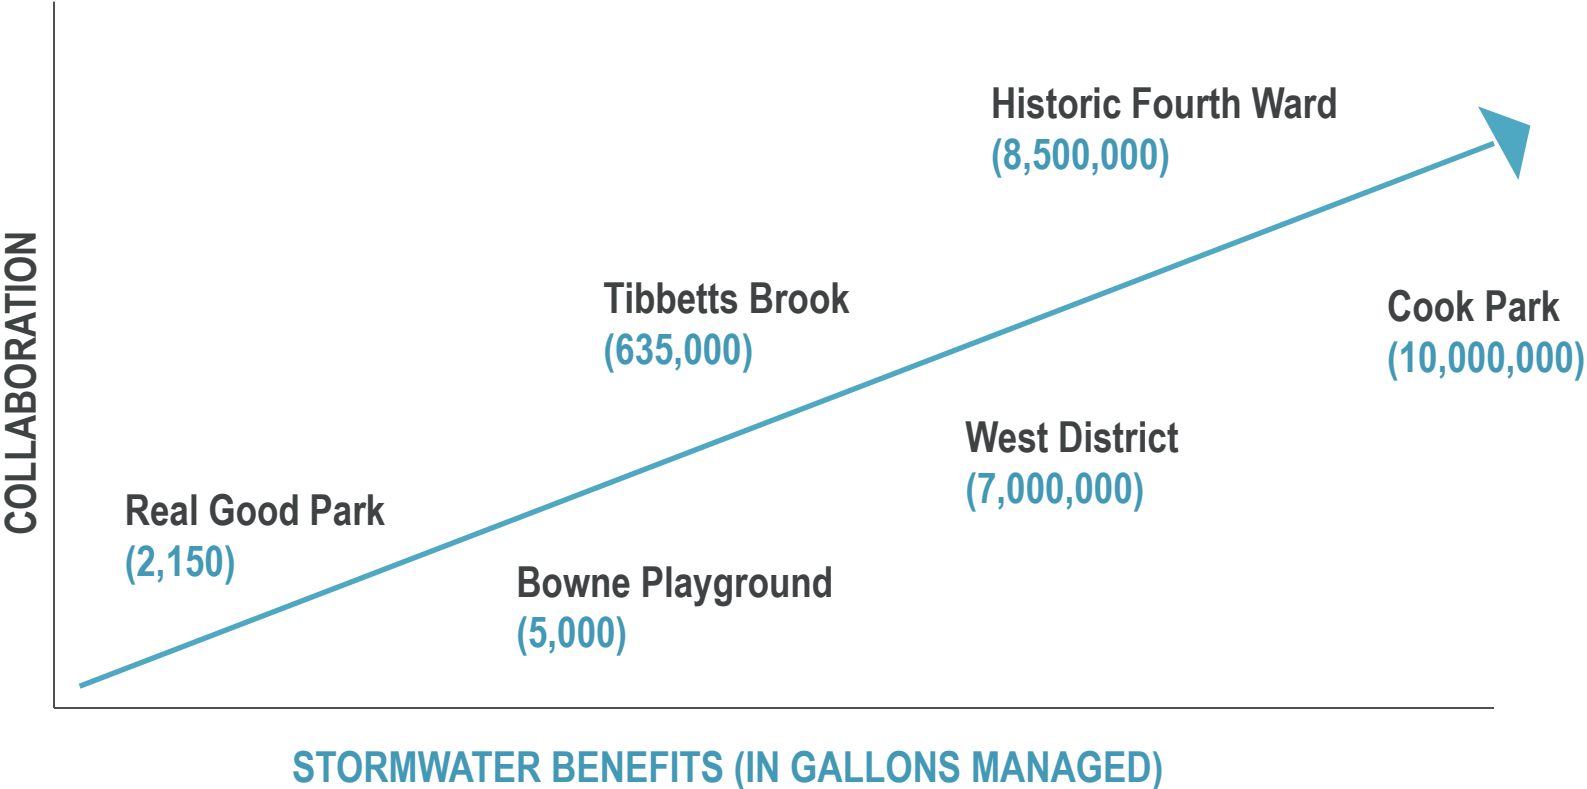 Historic Fourth Ward
(8,500,000)
Tibbetts Brook
(635,000)
Cook Park
(10,000,000)
West District
(7,000,000)
Real Good Park
(2,150)
Bowne Playground
(5,000)
COLLABORATION
STORMWATER BENEFITS (IN GALLONS MANAGED)